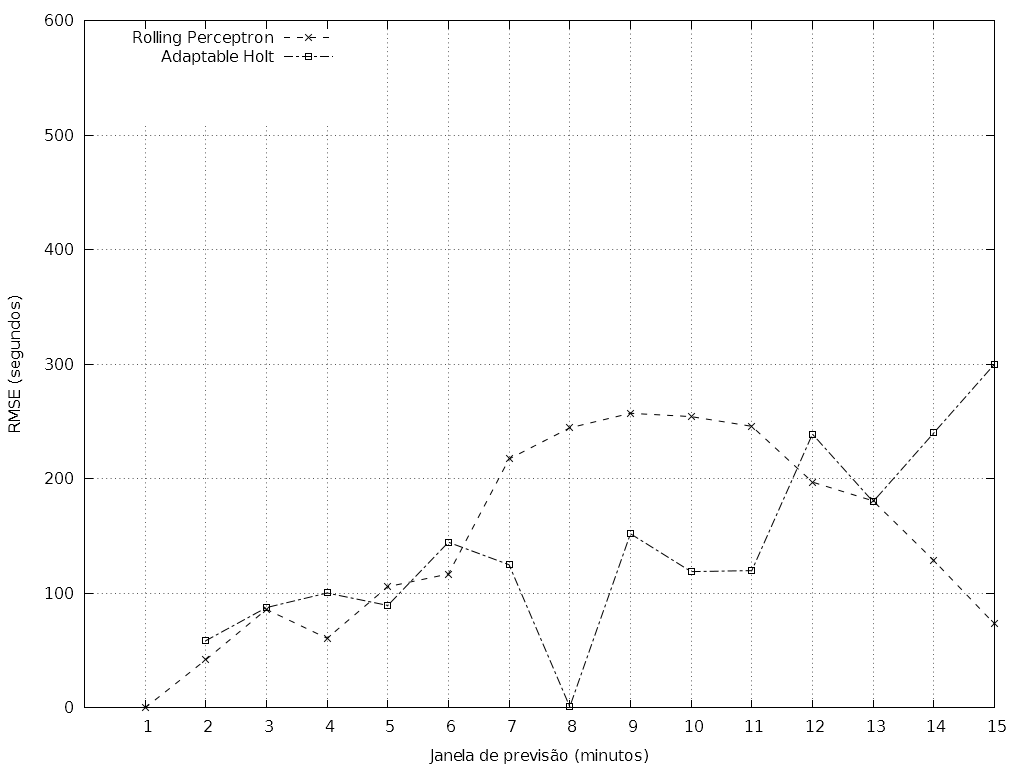 600
500
400
300
200
100
0
RMSE (segundos)
Rolling Perceptron
Adaptable Holt
1 2 3 4 5 6 7 8 9 10 11 12 13 14 15
Janela de previsão (minutos)